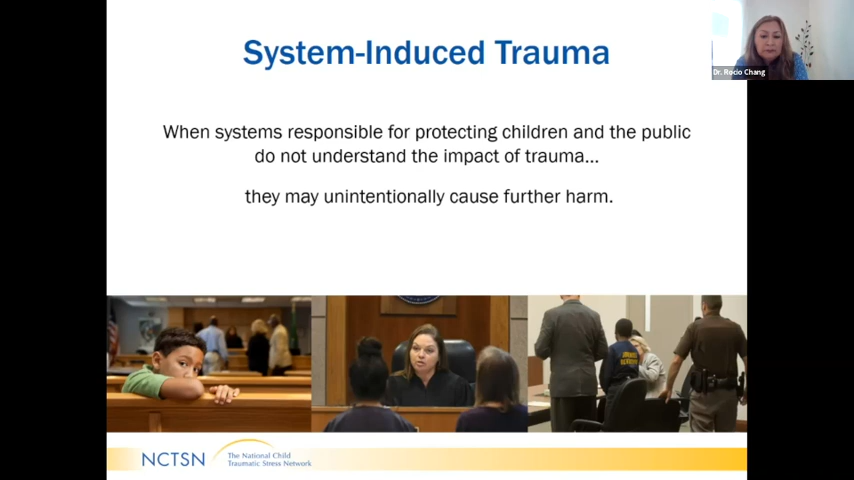 System-Induced Trauma
Dr. Rocio Chang
When systems responsible for protecting children and the public
do not understand the impact of trauma...
they may unintentionally cause further harm.
NCTSN
The National Child
Traumatic Stress Network